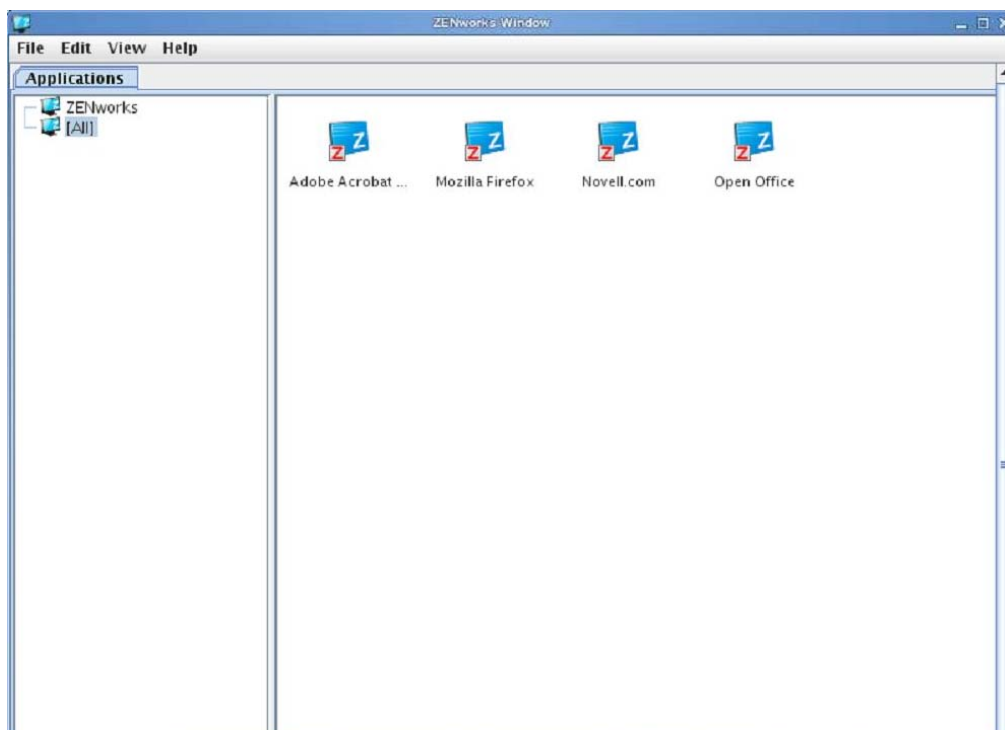 ZENworks Window
File Edit View Help
Applications
ZENworks
[All]
Z Z Z Z Z Z Z Z
Adobe Acrobat ... Mozilla Firefox Novell.com Open Office